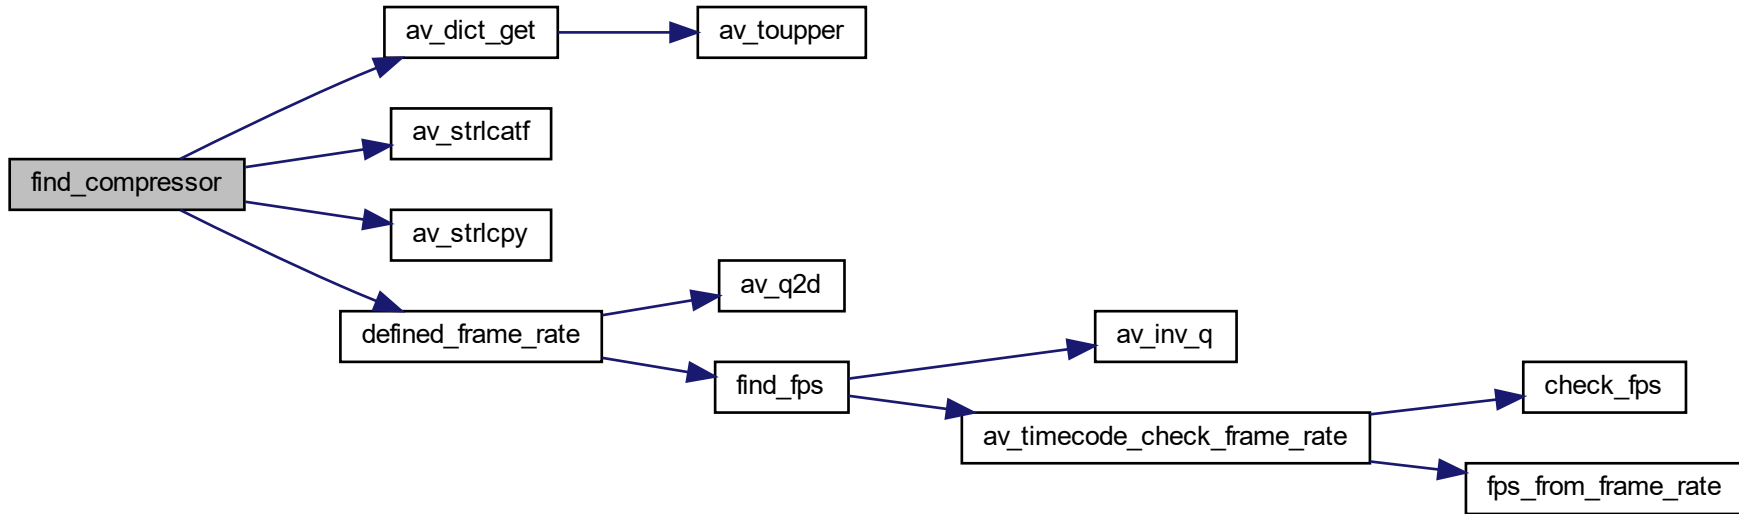 av_dict_get
av_toupper
av_strlcatf
find_compressor
av_strlcpy
av_q2d
defined_frame_rate
av_inv_q
find_fps
check_fps
av_timecode_check_frame_rate
fps_from_frame_rate